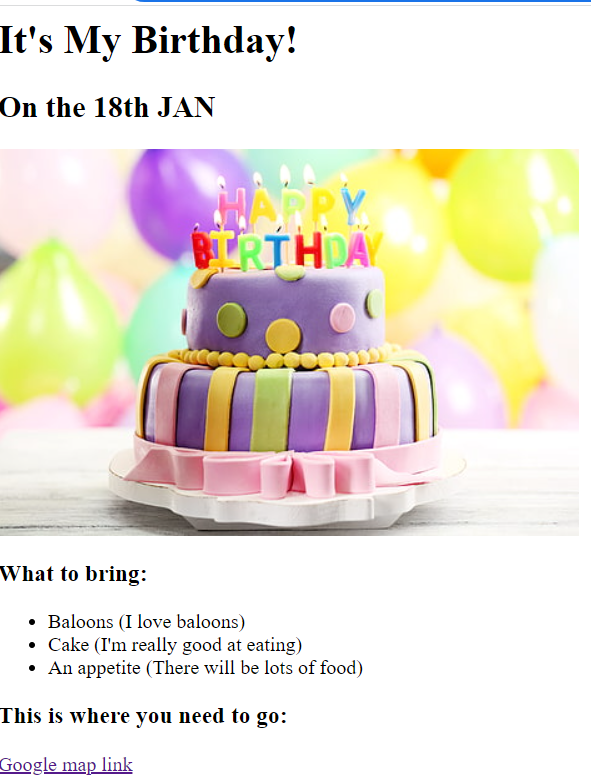 It's My Birthday!
On the 18th JAN
HAPPY
BIRTHDAY
What to bring:
Baloons (I love baloons)
Cake (I'm really good at eating)
An appetite (There will be lots of food)
This is where you need to go:
Google map link